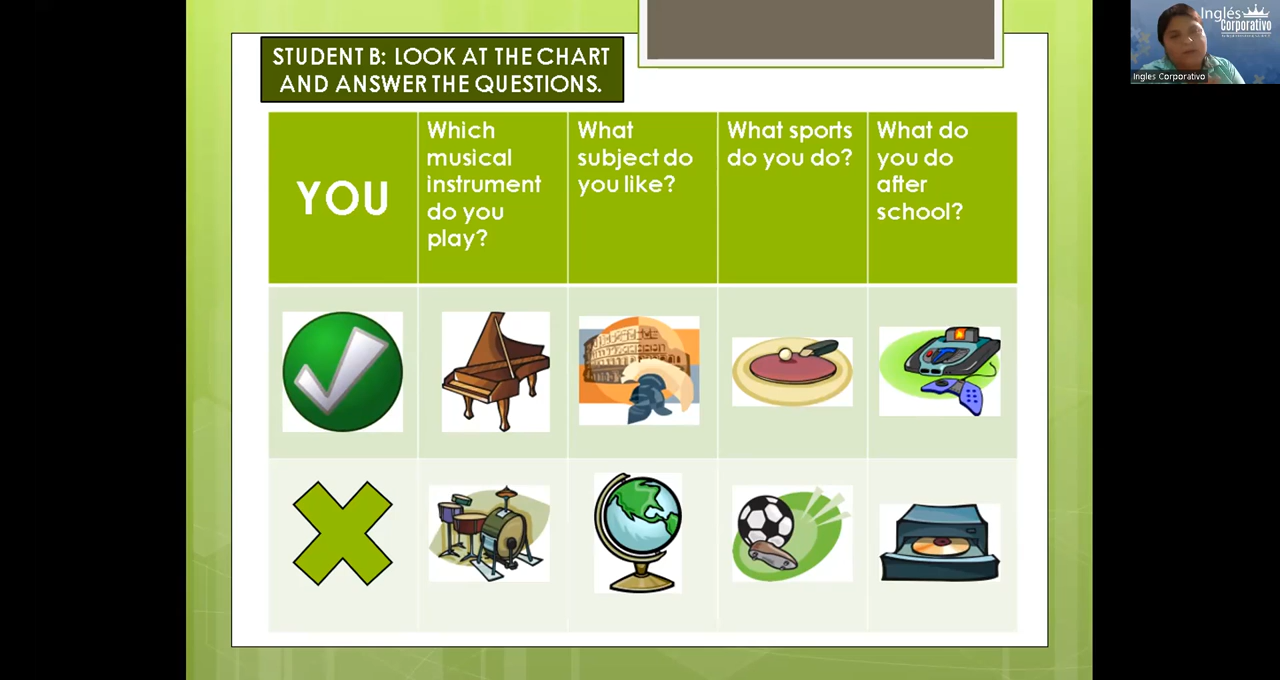 STUDENT B: LOOK AT THE CHART
AND ANSWER THE QUESTIONS.
YOU
Which
musical
instrument
do you
play?
What
subject do
you like?
What sports
do you do?
What do
you do
after
school?
Inglés
Corporativo
Ingles Corporativo